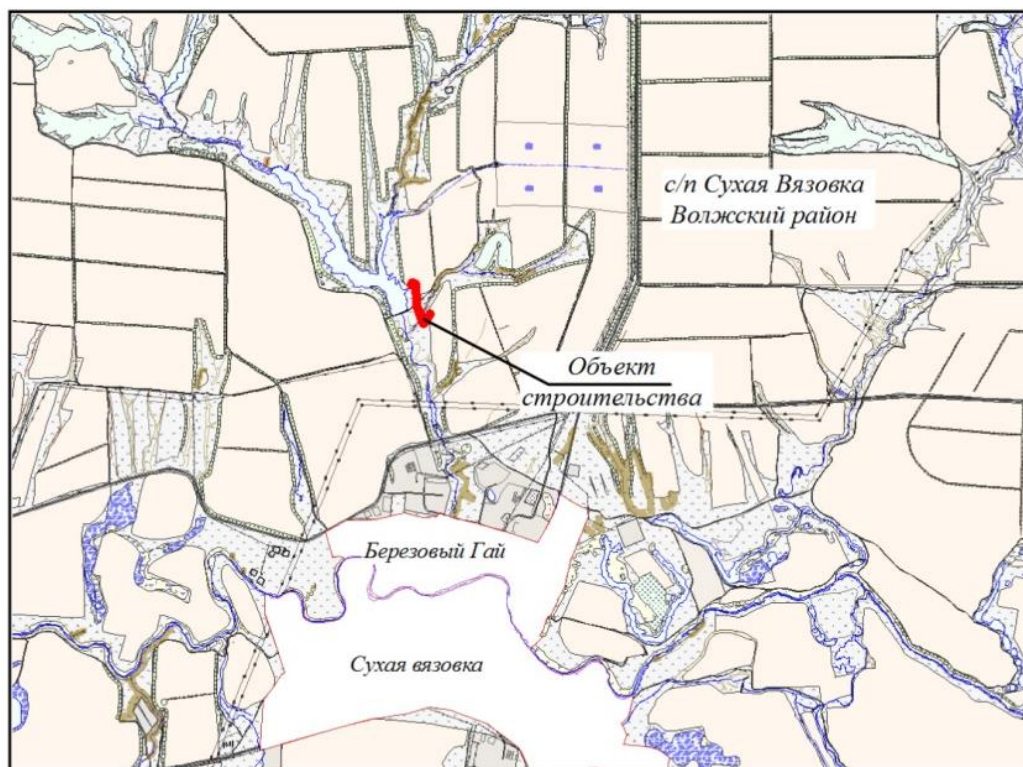 с/п Сухая Вязовка
Волжский район
Объект
строительства
Березовый Гай
Сухая вязовка